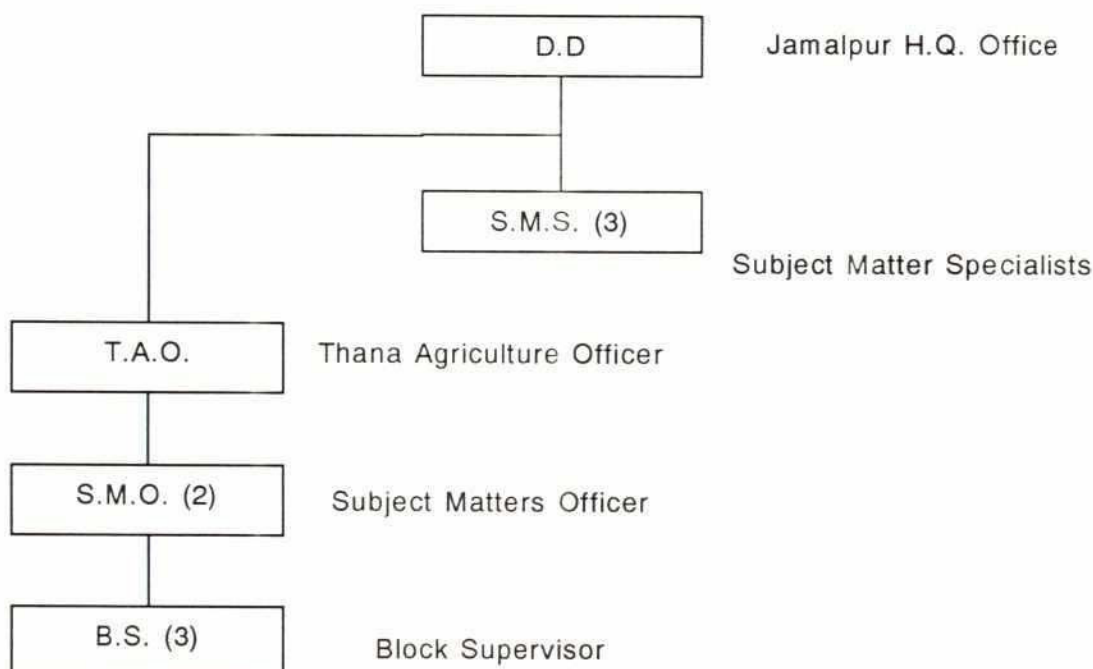 D.D
Jamalpur H.Q. Office
S.M.S. (3)
Subject Matter Specialists
T.A.O.
Thana Agriculture Officer
S.M.O. (2)
Subject Matters Officer
B.S. (3)
Block Supervisor